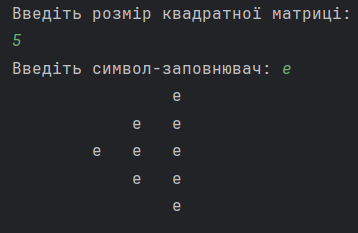 Введіть розмір квадратної матриці:
5
Введіть символ-заповнювач: e
e
e e
e e e
e e
e